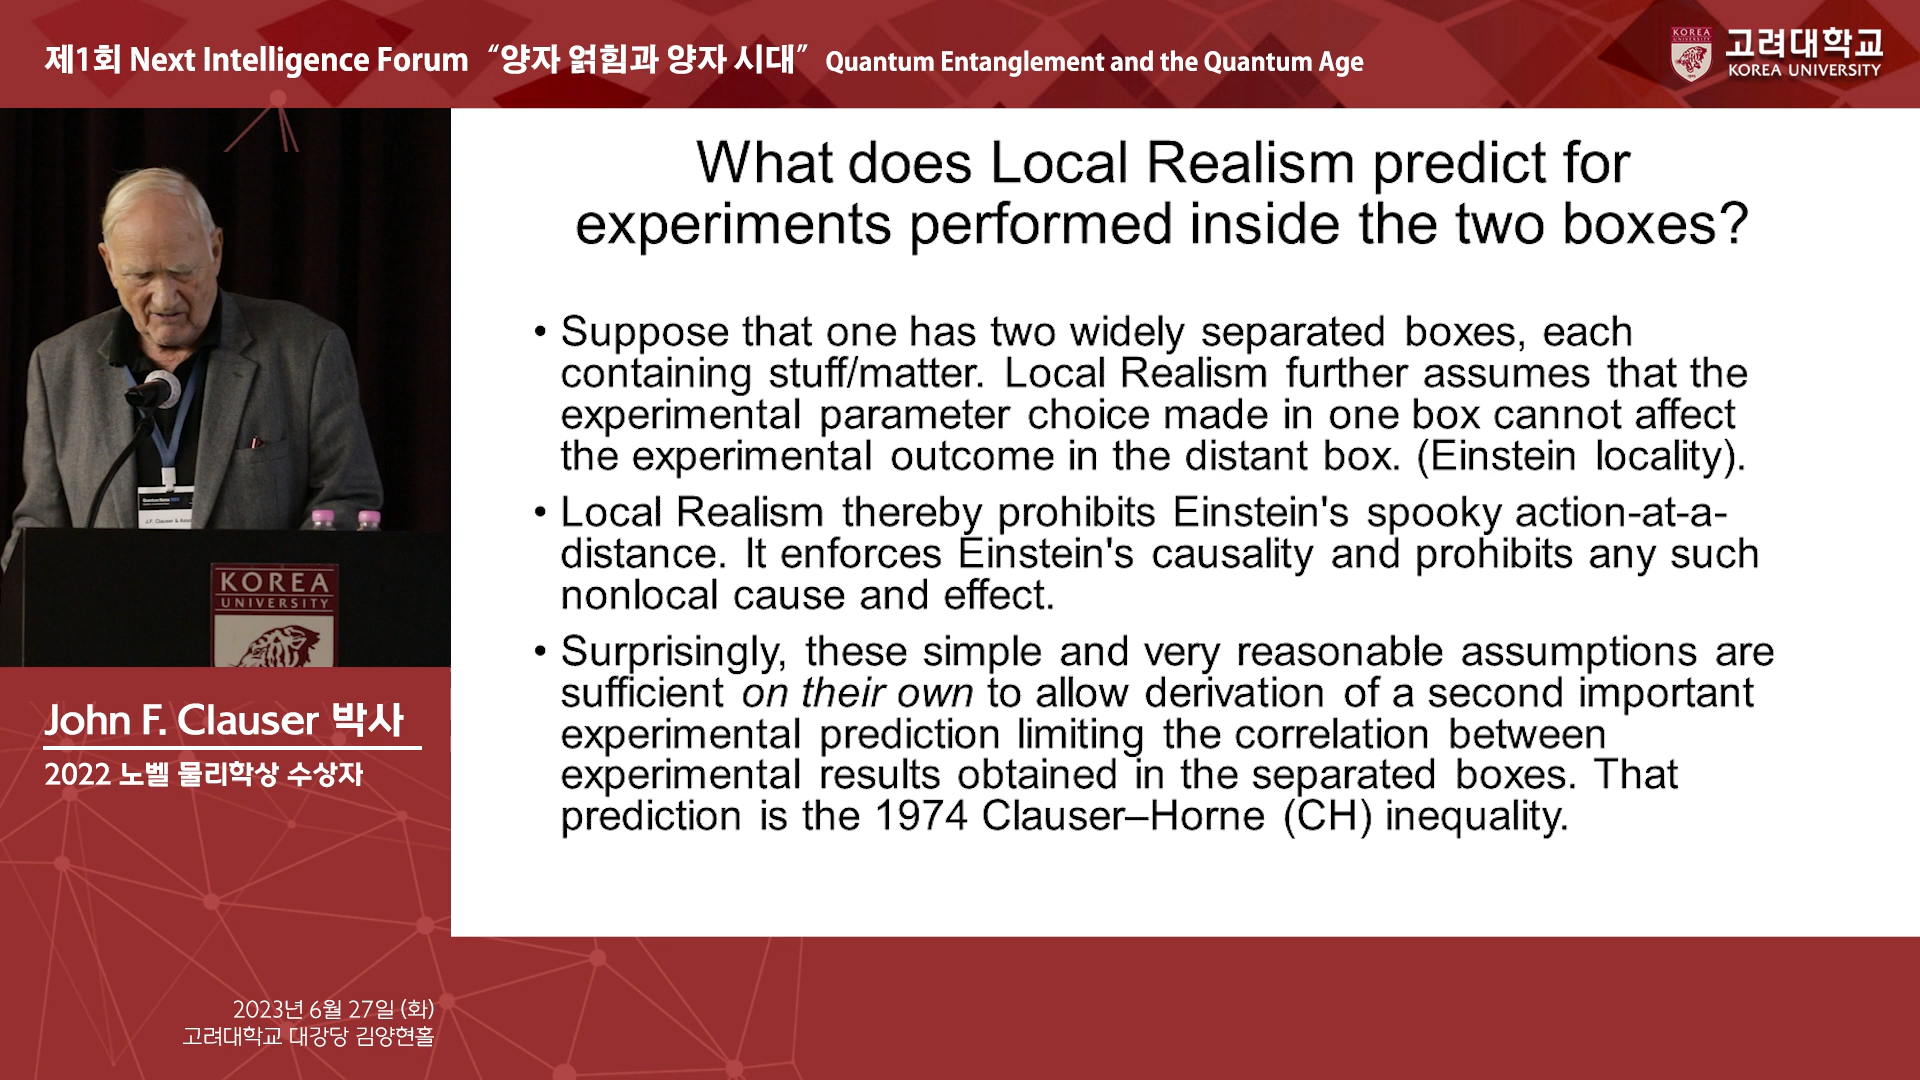 제1회 Next Intelligence Forum “양자 얽힘과 양자 시대” Quantum Entanglement and the Quantum Age
KOREA
UNIVERSITY
고려대학교
KOREA UNIVERSITY
What does Local Realism predict for
experiments performed inside the two boxes?
• Suppose that one has two widely separated boxes, each
containing stuff/matter. Local Realism further assumes that the
experimental parameter choice made in one box cannot affect
the experimental outcome in the distant box. (Einstein locality).
• Local Realism thereby prohibits Einstein's spooky action-at-a-
distance. It enforces Einstein's causality and prohibits any such
nonlocal cause and effect.
• Surprisingly, these simple and very reasonable assumptions are
sufficient on their own to allow derivation of a second important
experimental prediction limiting the correlation between
experimental results obtained in the separated boxes. That
prediction is the 1974 Clauser–Horne (CH) inequality.
J.F. Clauser &
KOREA
UNIVERSITY
John F. Clauser 박사
2022 노벨 물리학상 수상자
2023년 6월 27일 (화)
고려대학교 대강당 김양현홀